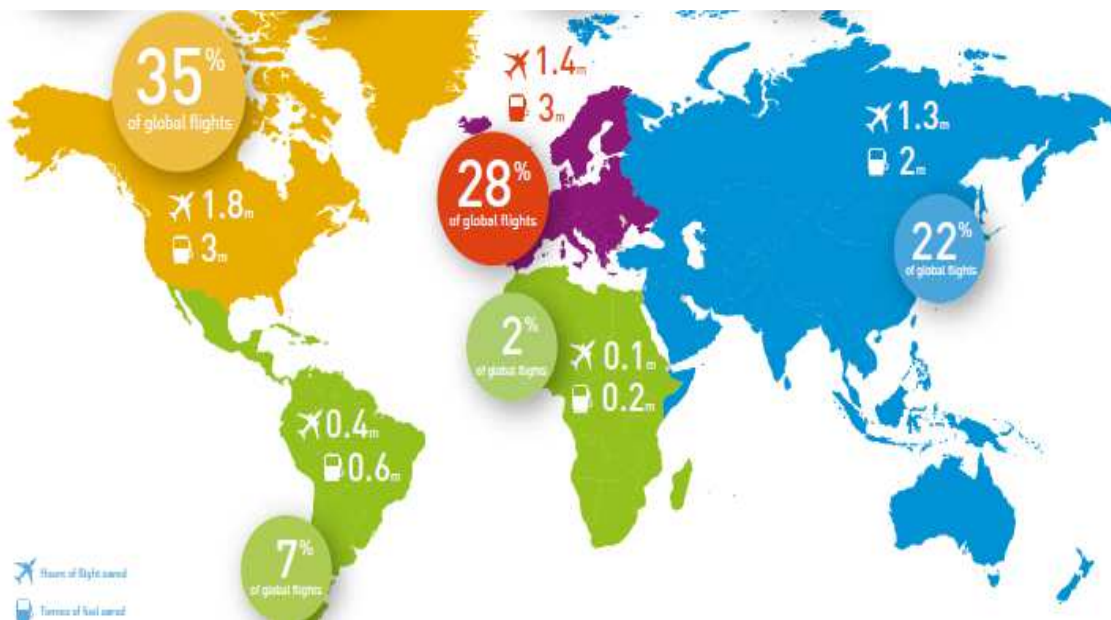 35%
of global flights
1.8m
3m
1.4m
3m
28%
of global flights
1.3m
2m
22%
of global flights
2%
of global flights
0.1m
0.2m
0.4m
0.6m
7%
of global flights
Hours of flight saved
Tonnes of fuel saved